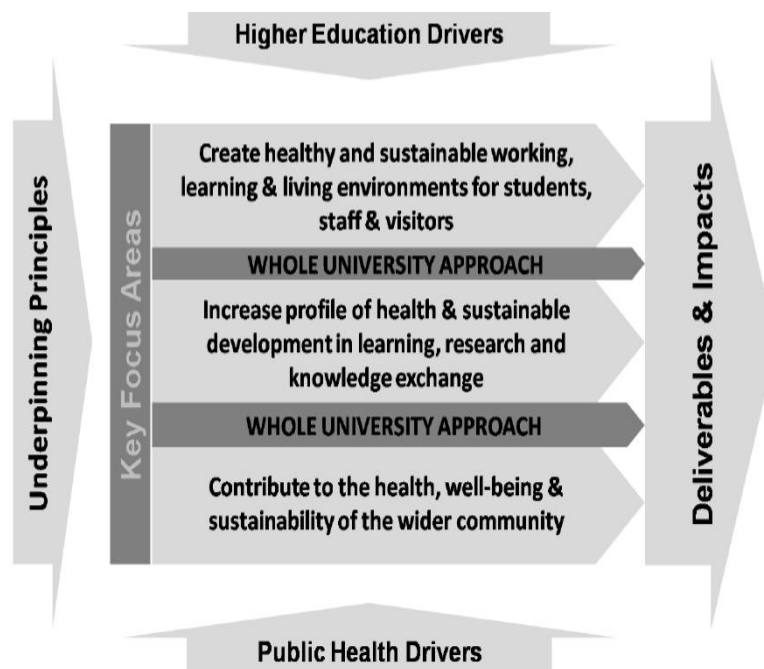 Higher Education Drivers
Underpinning Principles
Key Focus Areas
Create healthy and sustainable working,
learning & living environments for students,
staff & visitors
WHOLE UNIVERSITY APPROACH
Increase profile of health & sustainable
development in learning, research and
knowledge exchange
WHOLE UNIVERSITY APPROACH
Contribute to the health, well-being &
sustainability of the wider community
Deliverables & Impacts
Public Health Drivers